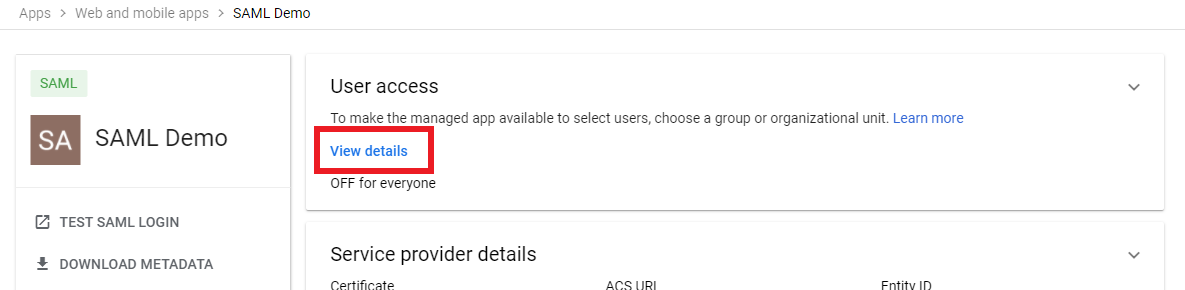 Apps > Web and mobile apps > SAML Demo
SAML
SA
SAML Demo
TEST SAML LOGIN
DOWNLOAD METADATA
User access
To make the managed app available to select users, choose a group or organizational unit. Learn more
View details
OFF for everyone
Service provider details
Certificate ACS URL Entity ID